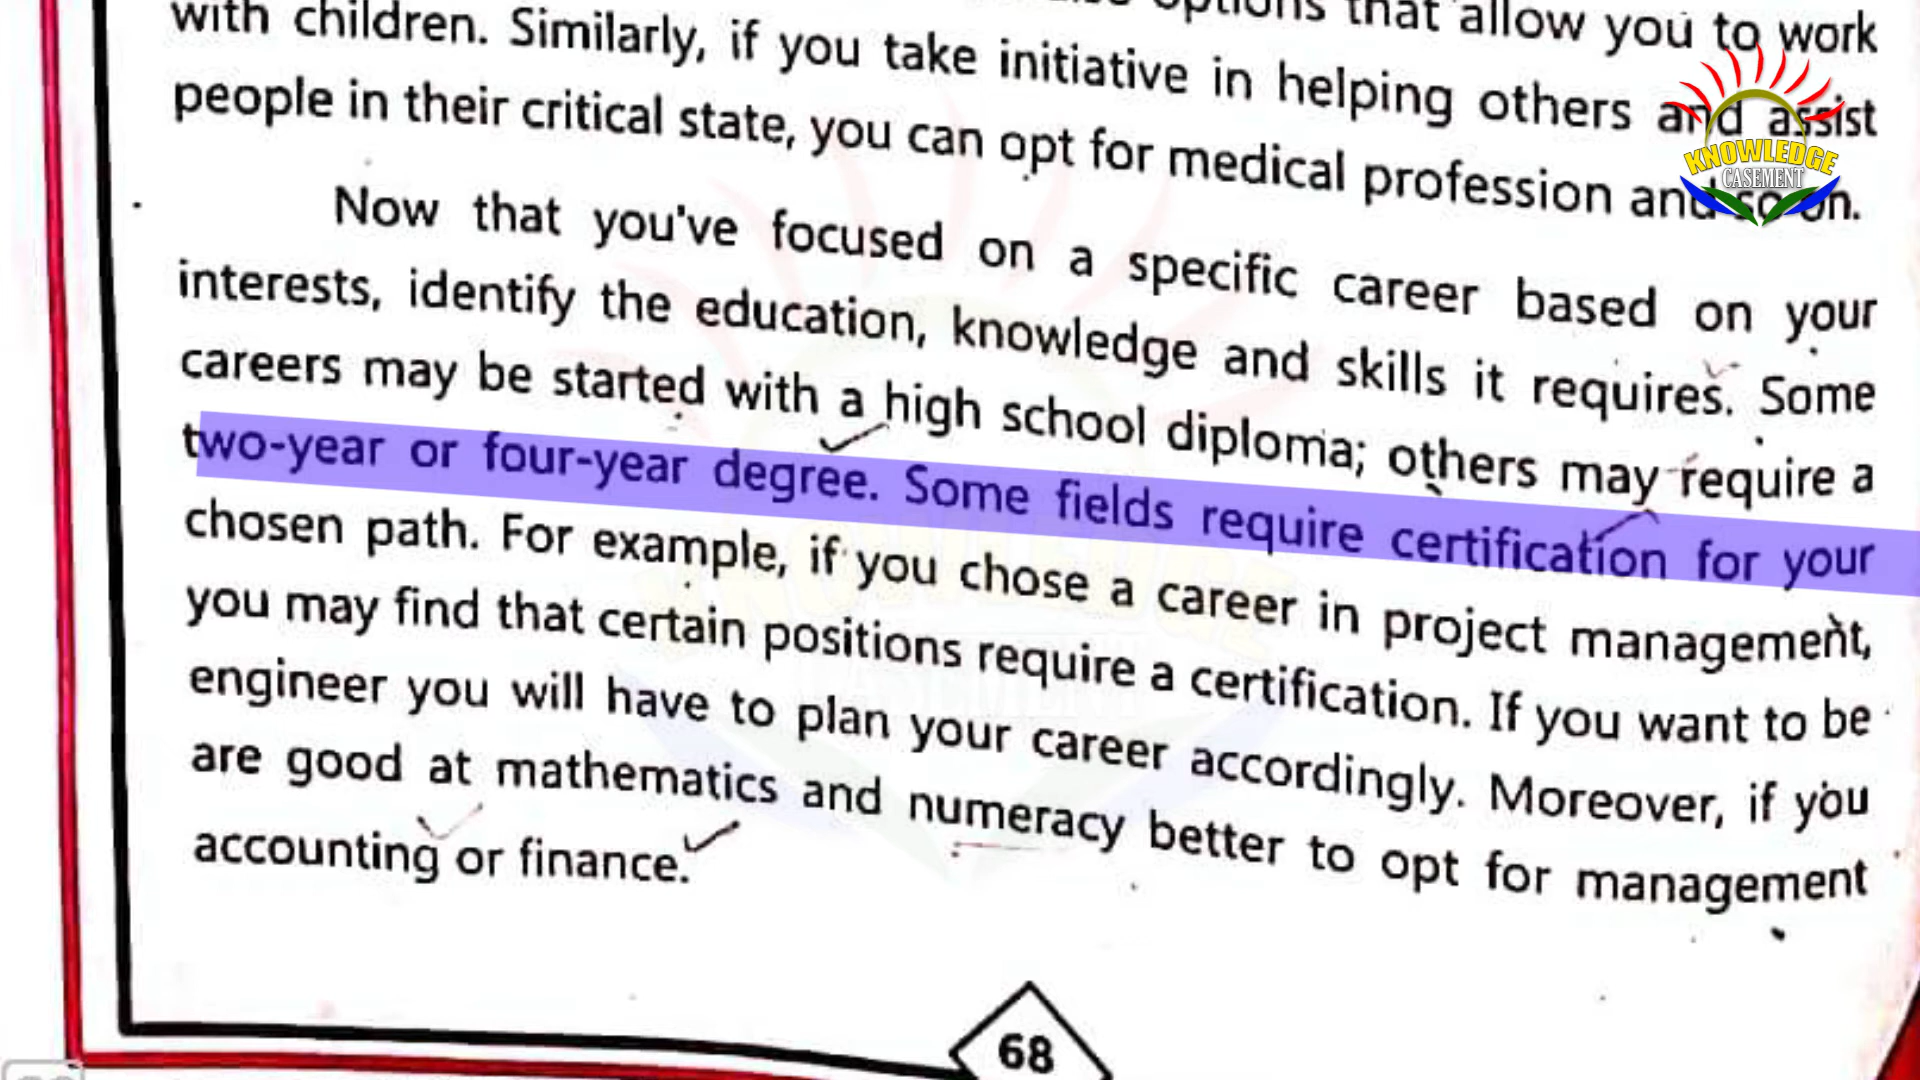 options that allow you to work
with children. Similarly, if you take initiative in helping others and assist
people in their critical state, you can opt for medical profession and so on.
KNOWLEDGE
CASEMENT
Now that you've focused on a specific career based on your
interests, identify the education, knowledge and skills it requires. Some
careers may be started with a high school diploma; others may require a
two-year or four-year degree. Some fields require certification for your
chosen path. For example, if you chose a career in project management,
you may find that certain positions require a certification. If you want to be
engineer you will have to plan your career accordingly. Moreover, if you
are good at mathematics and numeracy better to opt for management
accounting or finance.
68